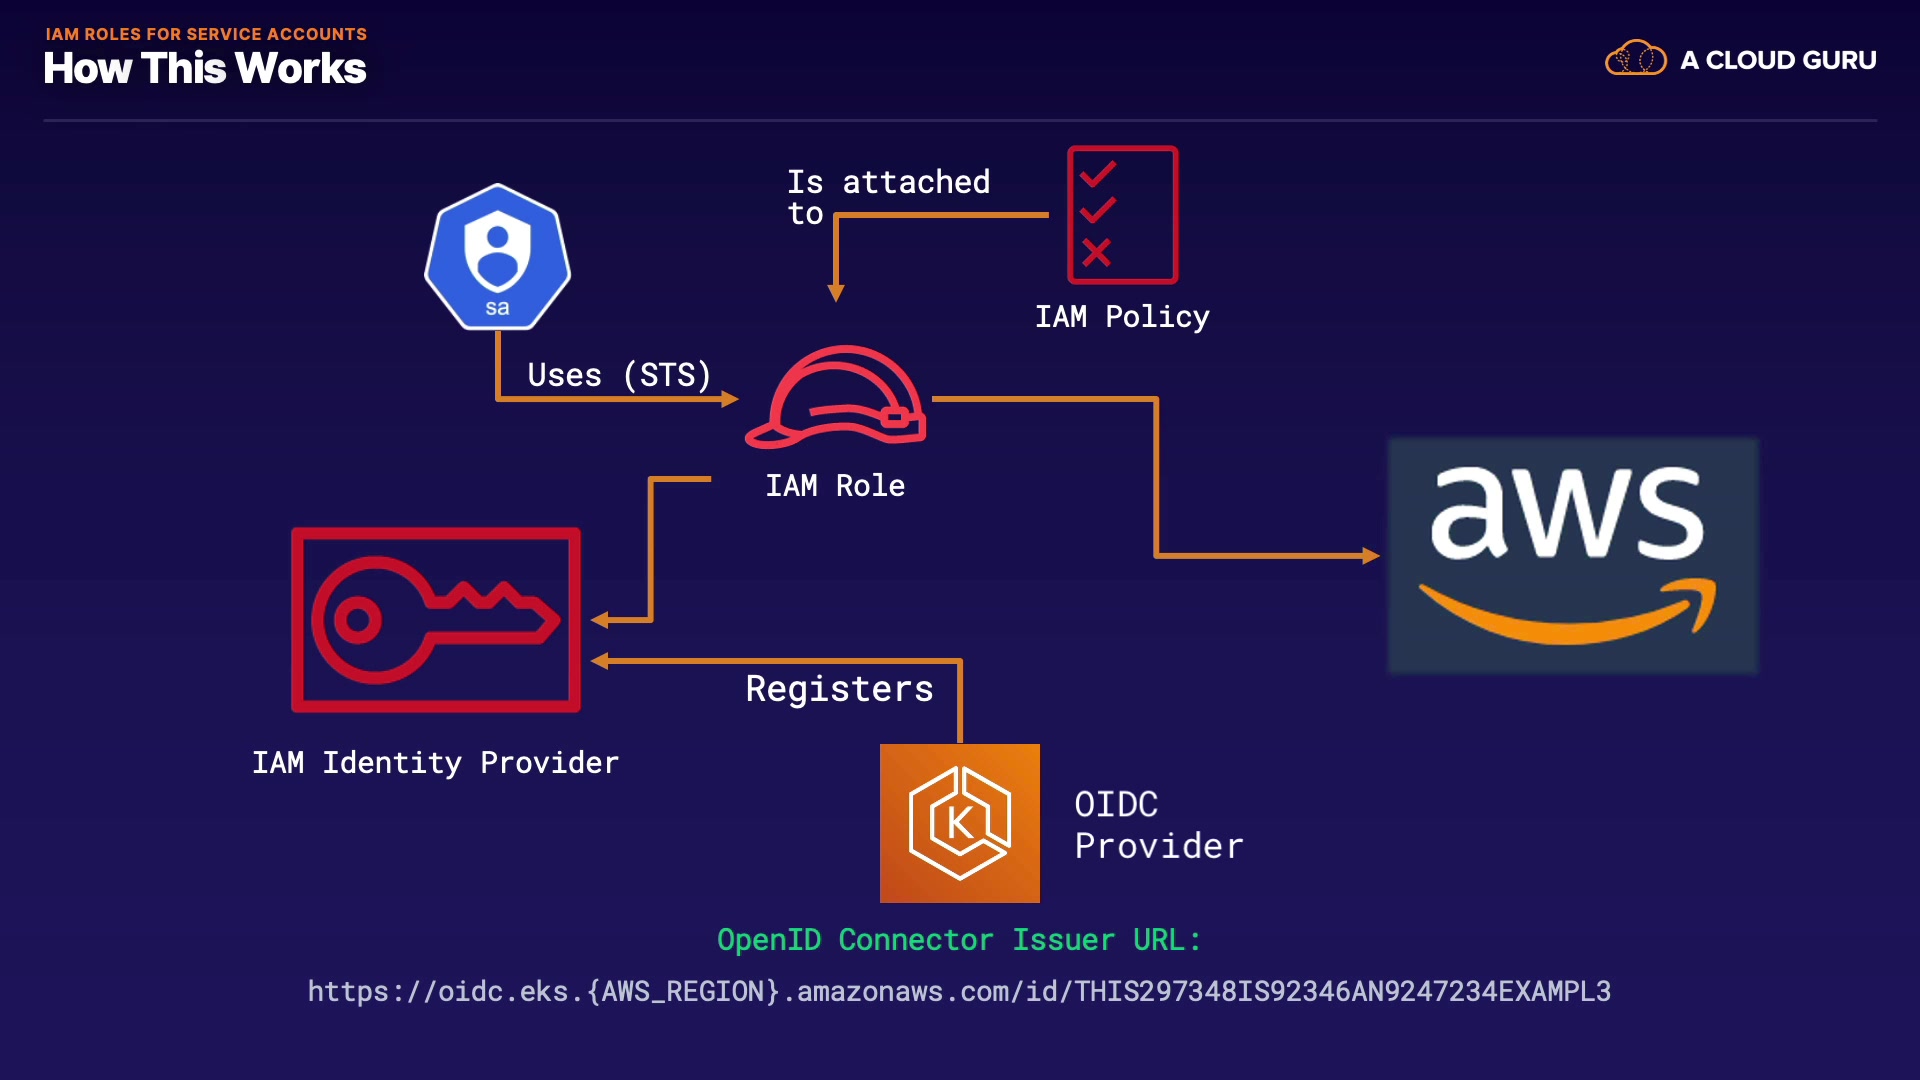 IAM ROLES FOR SERVICE ACCOUNTS
How This Works
A CLOUD GURU
Is attached
to
sa
IAM Policy
Uses (STS)
IAM Role
aws
Registers
IAM Identity Provider
K
OIDC
Provider
OpenID Connector Issuer URL:
https://oidc.eks.{AWS_REGION}.amazonaws.com/id/THIS297348IS92346AN9247234EXAMPL3